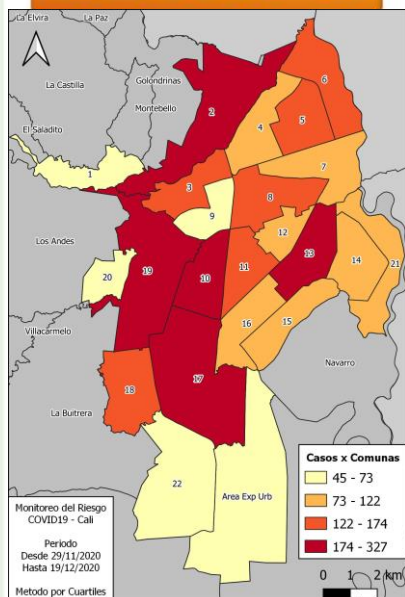 La Elvira
La Paz
La Castilla
Golondrinas
Montebello
El Saladito
2
6
5
4
1
3
7
8
9
12
Los Andes
13
14
21
19
10
11
20
16
15
Villacarmelo
Navarro
17
18
La Buitrera
22
Area Exp Urb
Casos x Comunas
45 - 73
73 - 122
122 - 174
174 - 327
Monitoreo del Riesgo
COVID19 - Cali
Periodo
Desde 29/11/2020
Hasta 19/12/2020
Metodo por Cuartiles
0 1 2 km